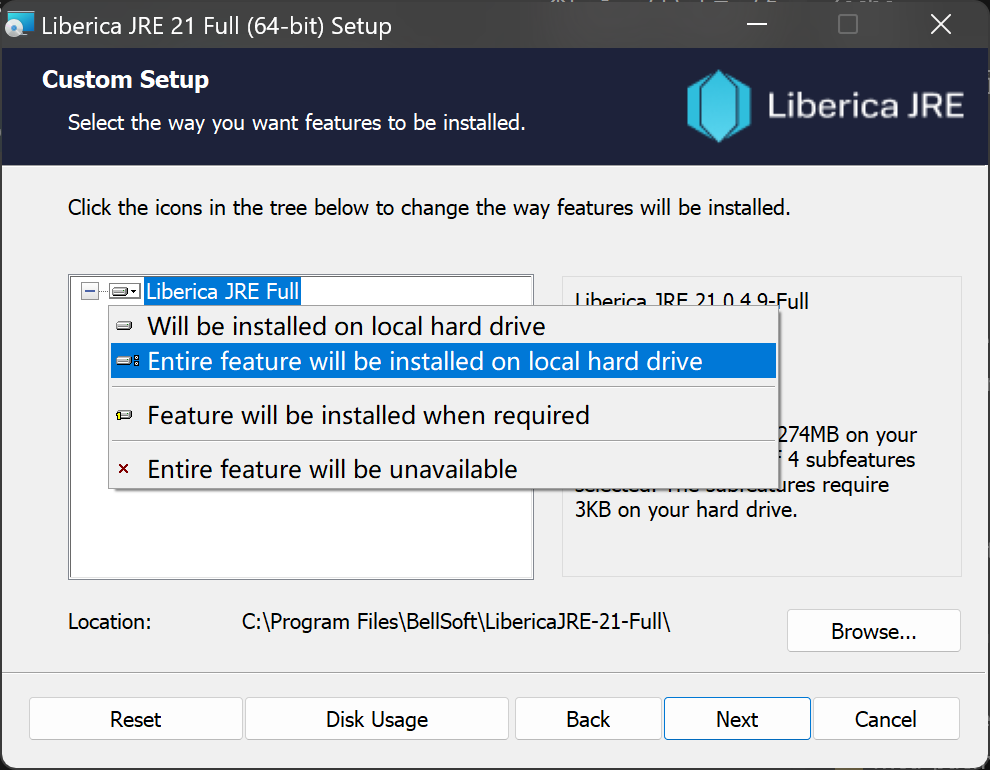 Liberica JRE 21 Full (64-bit) Setup
Custom Setup
Select the way you want features to be installed.
Liberica JRE
Click the icons in the tree below to change the way features will be installed.
Liberica JRE Full
Liberica JRE 21.0.4.9-Full
Will be installed on local hard drive
Entire feature will be installed on local hard drive
Feature will be installed when required
Entire feature will be unavailable
274MB on your
4 subfeatures
selected. The subfeatures require
3KB on your hard drive.
Location:
C:\Program Files\BellSoft\LibericaJRE-21-Full\
Browse...
Reset
Disk Usage
Back
Next
Cancel